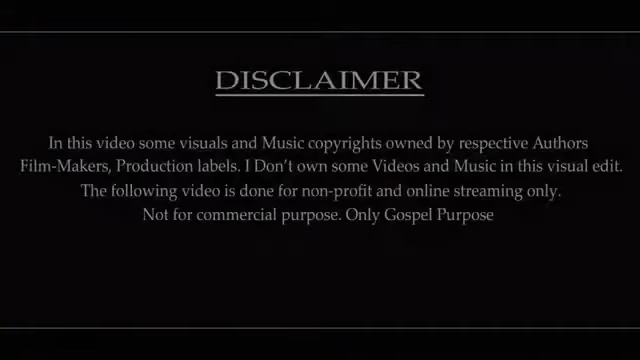 DISCLAIMER
In this video some visuals and Music copyrights owned by respective Authors
Film-Makers, Production labels. I Don't own some Videos and Music in this visual edit.
The following video is done for non-profit and online streaming only.
Not for commercial purpose. Only Gospel Purpose